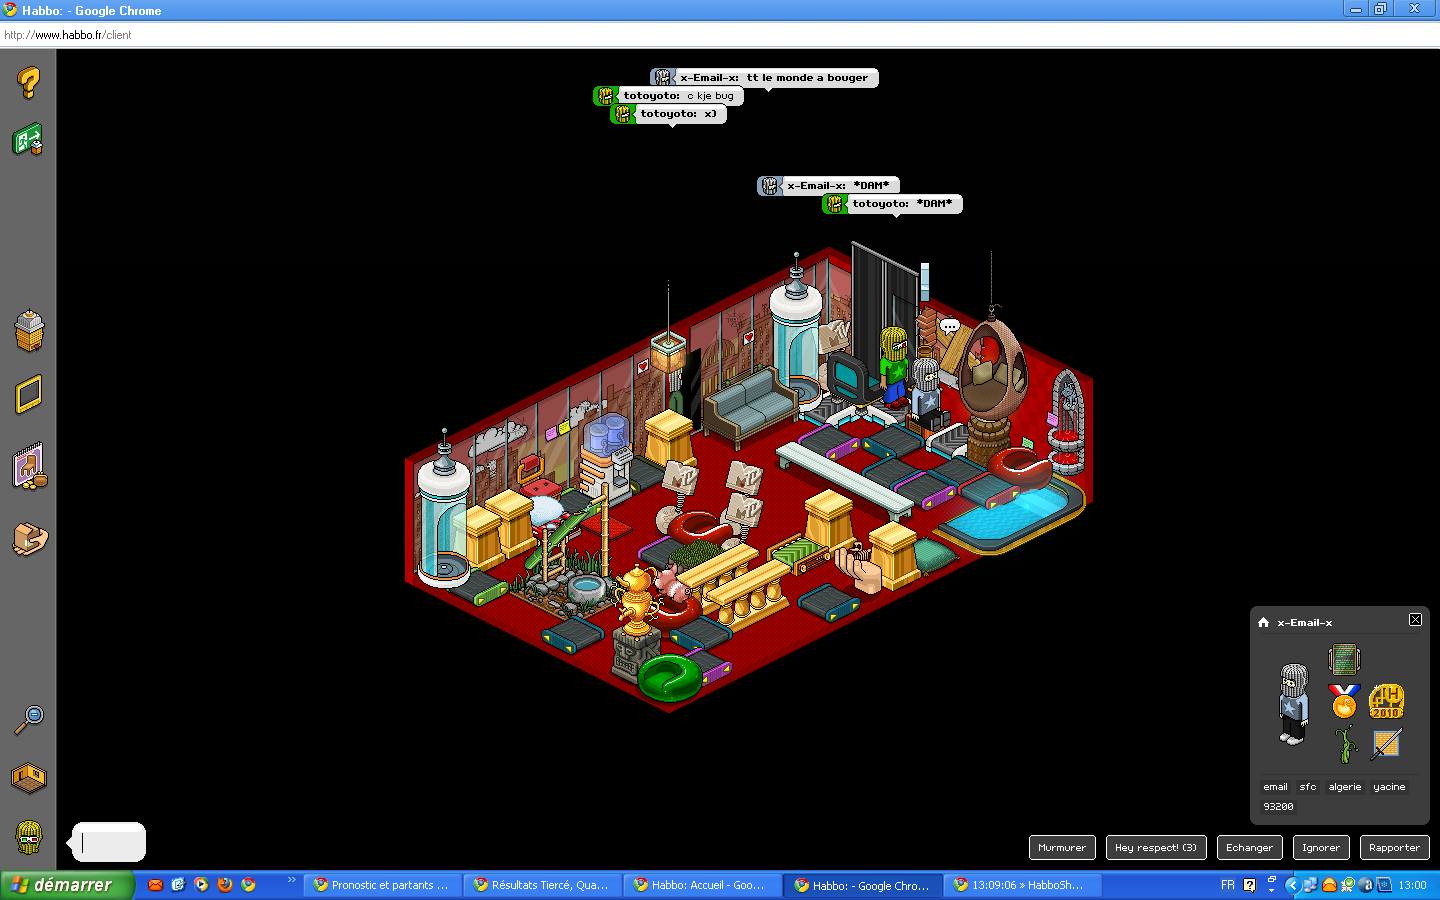 Habbo: - Google Chrome
http://www.habbo.fr/client
x-Email-x: tt le monde a bouger
totoyoto: c kje bug
totoyoto: x)
x-Email-x: *DAM*
totoyoto: *DAM*
x-Email-x
2010
email sfc algerie yacine
93200
Murmurer Hey respect! (3) Echanger Ignorer Rapporter
démarrer
Pronostic et partants ...
Résultats Tiercé, Qua...
Habbo: Accueil - Goo...
Habbo: - Google Chro...
13:09:06 » HabboSh...
FR
13:00